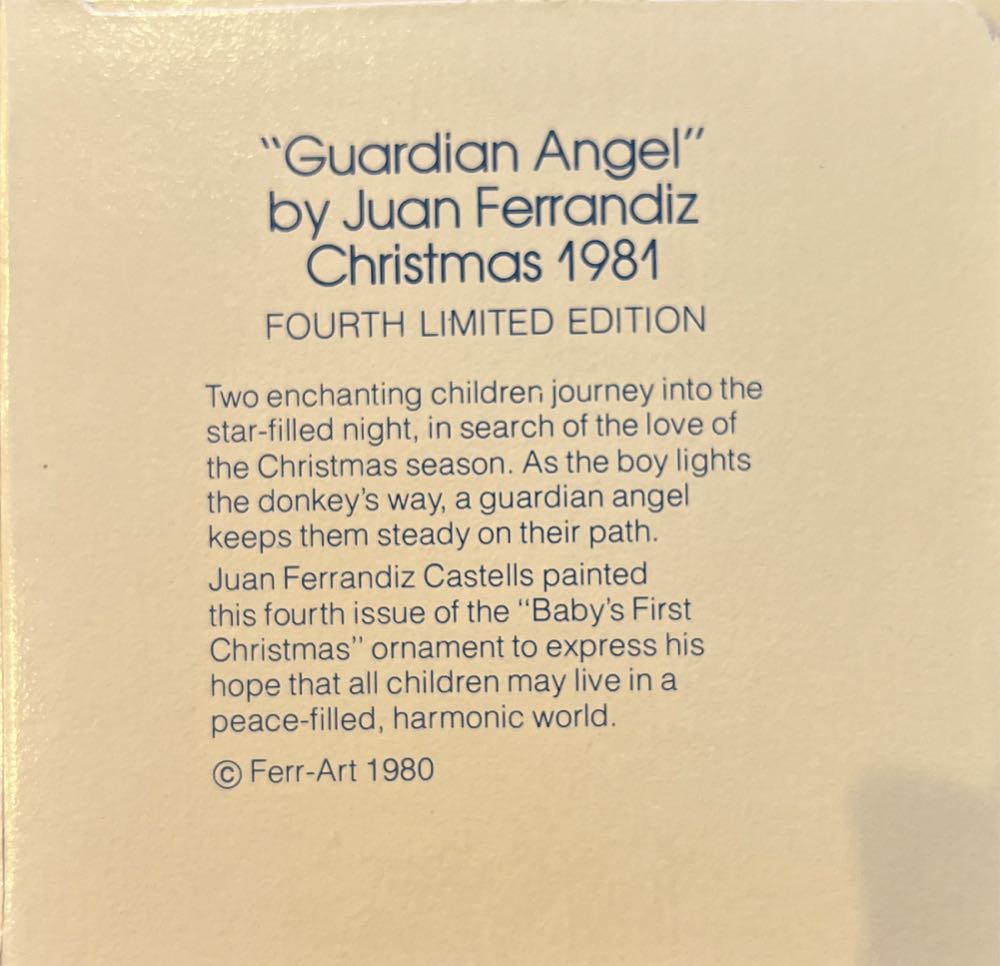 "Guardian Angel"
by Juan Ferrandiz
Christmas 1981
FOURTH LIMITED EDITION
Two enchanting children journey into the
star-filled night, in search of the love of
the Christmas season. As the boy lights
the donkey's way, a guardian angel
keeps them steady on their path.
Juan Ferrandiz Castells painted
this fourth issue of the "Baby's First
Christmas" ornament to express his
hope that all children may live in a
peace-filled, harmonic world.
© Ferr-Art 1980